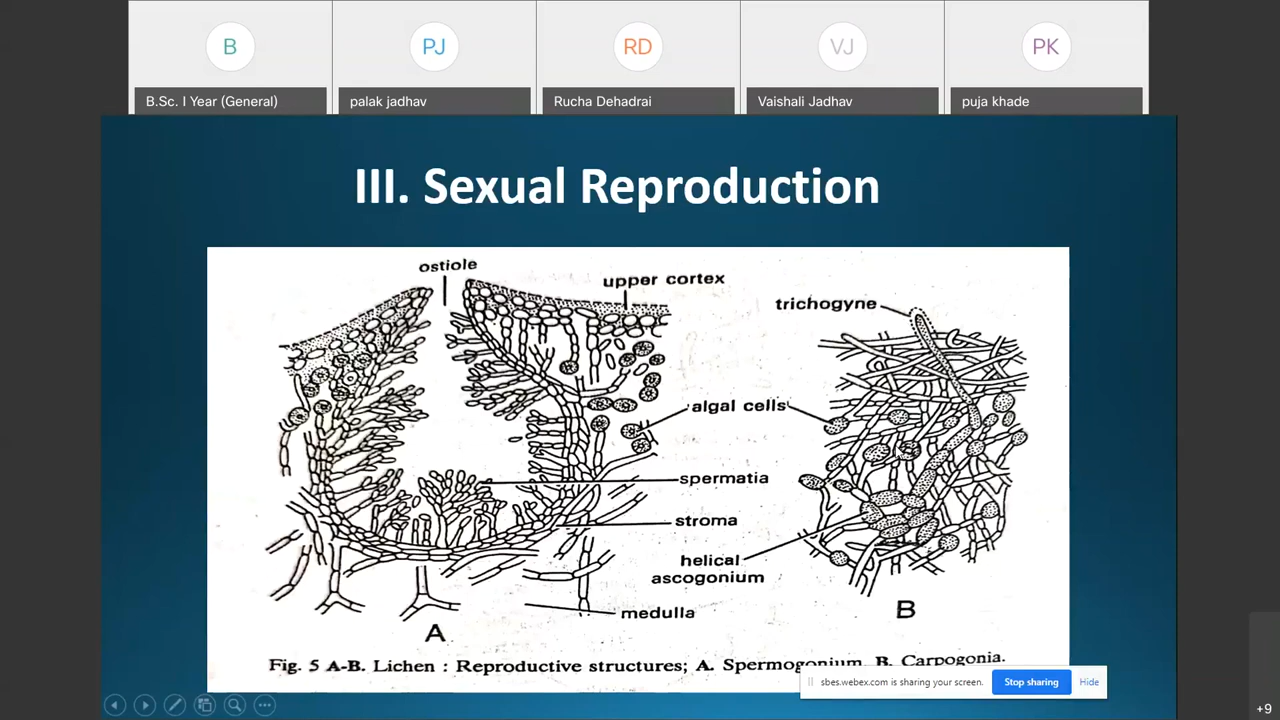 B
PJ
RD
VJ
PK
B.Sc. I Year (General)
palak jadhav
Rucha Dehadrai
Vaishali Jadhav
puja khade
III. Sexual Reproduction
ostiole
upper cortex
trichogyne
algal cells
spermatia
stroma
helical
ascogonium
medulla
A
B
Fig. 5 A-B. Lichen : Reproductive structures; A. Spermogonium, B. Carpogonia.
sbes.webex.com is sharing your screen.
Stop sharing
Hide
+9